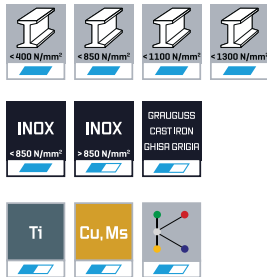 <400 N/mm²
<850 N/mm²
<1100 N/mm²
<1300 N/mm²
INOX
<850 N/mm²
INOX
>850 N/mm²
GRAUGUSS
CAST IRON
GHISA GRIGIA
Ti
Cu, Ms